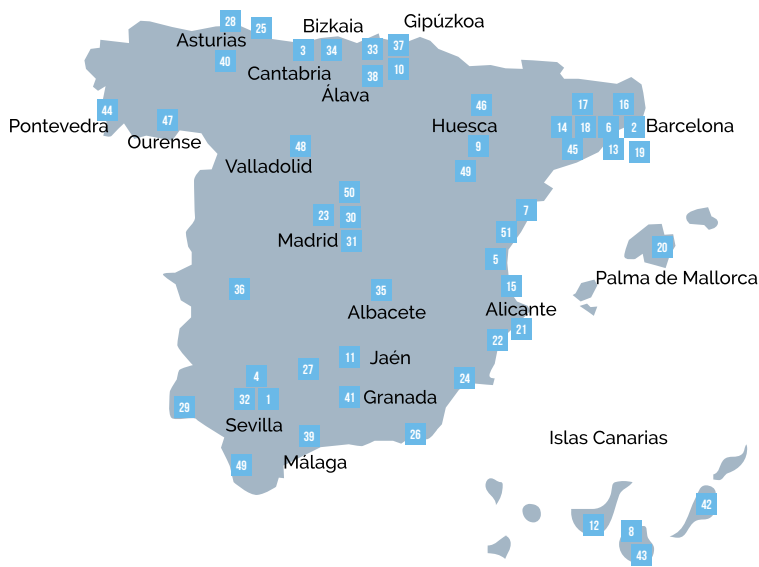 Gipúzkoa
28
25
Bizkaia
Asturias
3
34
33
37
40
Cantabria
38
10
Álava
44
47
46
17
16
Pontevedra
Ourense
Huesca
14
18
6
2
Barcelona
48
9
45
13
19
Valladolid
49
50
23
30
7
Madrid
31
51
20
5
Palma de Mallorca
36
35
15
Albacete
Alicante
21
22
11
Jaén
27
4
24
32
1
41
Granada
29
Sevilla
39
26
Islas Canarias
49
Málaga
42
12
8
43